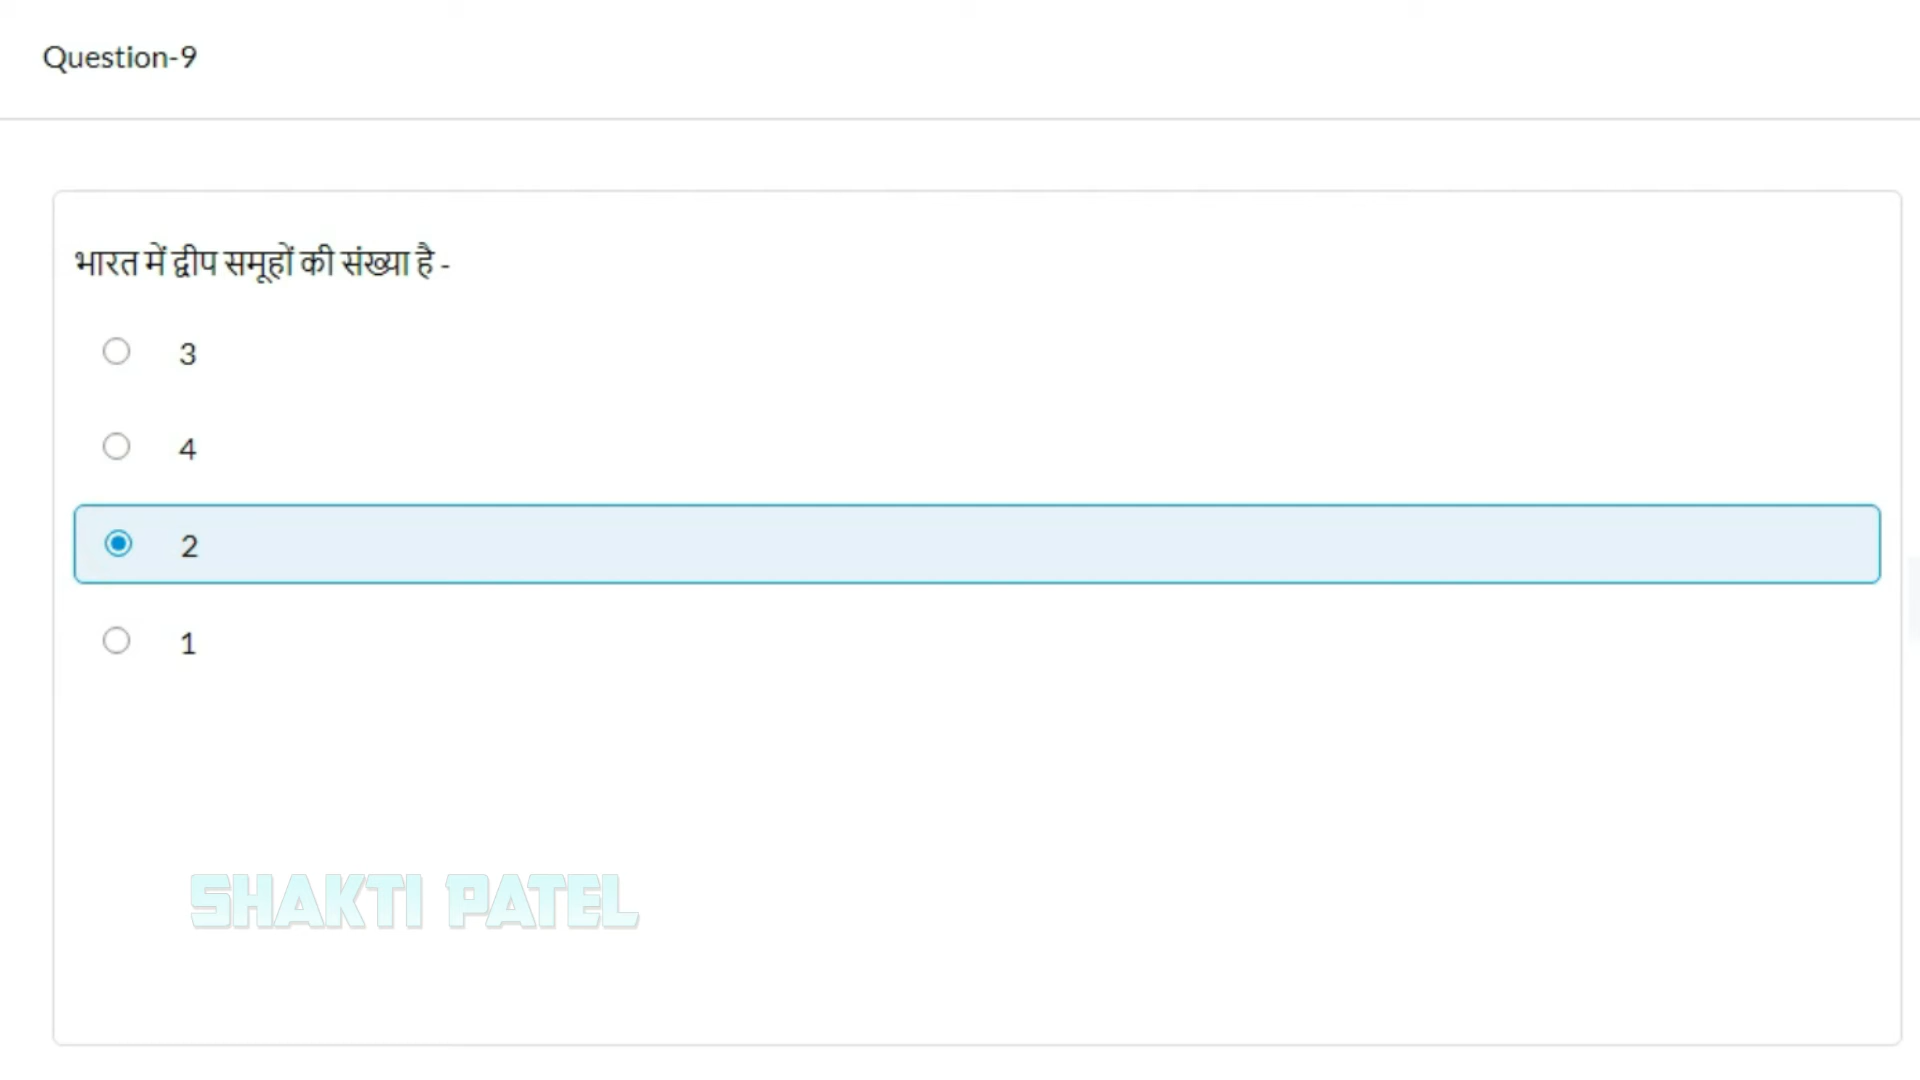 Question-9
भारत में द्वीप समूहों की संख्या है -
3
4
2
1
SHAKTI PATEL